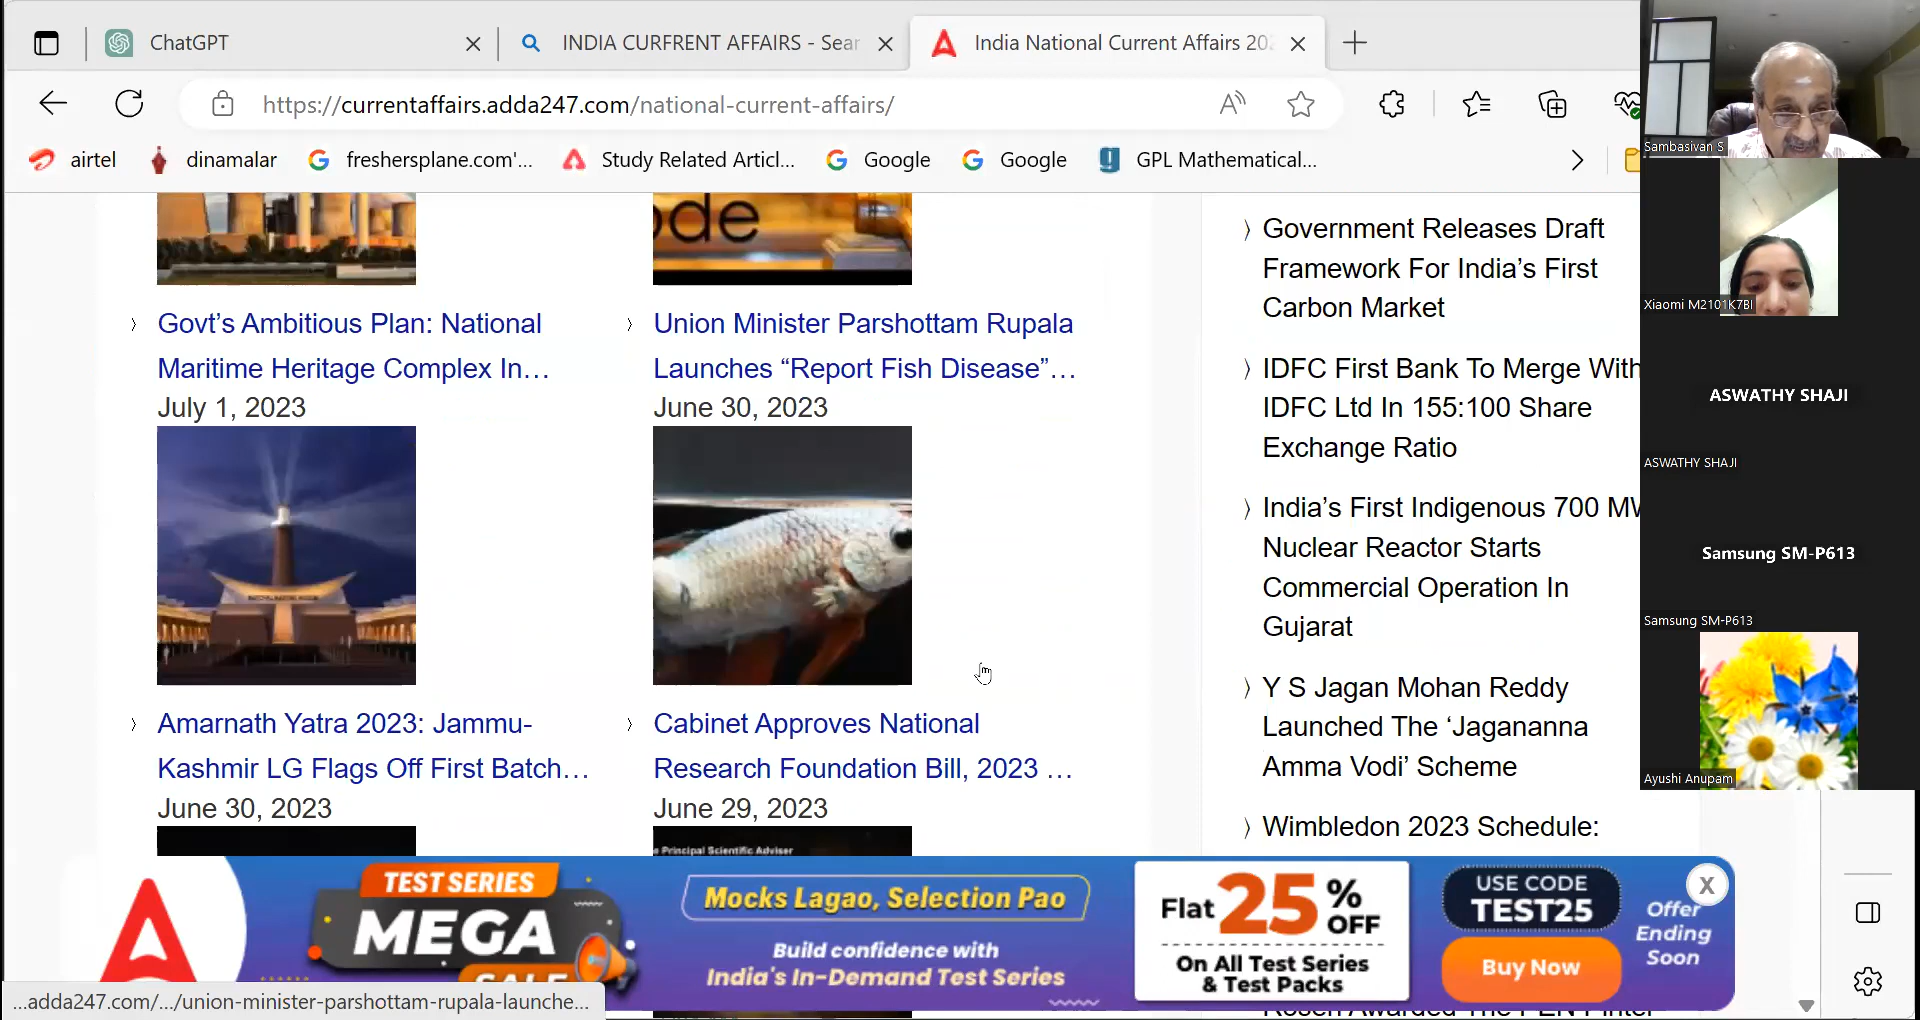 ChatGPT
INDIA CURFRENT AFFAIRS - Sear
India National Current Affairs 202
https://currentaffairs.adda247.com/national-current-affairs/
airtel
dinamalar
freshersplane.com'...
Study Related Articl...
Google
Google
GPL Mathematical...
ode
Govt's Ambitious Plan: National
Maritime Heritage Complex In...
July 1, 2023
Union Minister Parshottam Rupala
Launches “Report Fish Disease”...
June 30, 2023
Amarnath Yatra 2023: Jammu-
Kashmir LG Flags Off First Batch...
June 30, 2023
Cabinet Approves National
Research Foundation Bill, 2023 ...
June 29, 2023
e Principal Scientific Adviser
Government Releases Draft
Framework For India’s First
Carbon Market
IDFC First Bank To Merge With
IDFC Ltd In 155:100 Share
Exchange Ratio
India’s First Indigenous 700 MW
Nuclear Reactor Starts
Commercial Operation In
Gujarat
Y S Jagan Mohan Reddy
Launched The ‘Jagananna
Amma Vodi’ Scheme
Wimbledon 2023 Schedule:
Sambasivan S
Xiaomi M2101K7BI
ASWATHY SHAJI
ASWATHY SHAJI
Samsung SM-P613
Samsung SM-P613
Ayushi Anupam
TEST SERIES
MEGA
SALE
Mocks Lagao, Selection Pao
Build confidence with
India's In-Demand Test Series
Flat 25% OFF
On All Test Series
& Test Packs
USE CODE
TEST25
Buy Now
Offer
Ending
Soon
X
...adda247.com/.../union-minister-parshottam-rupala-launche...